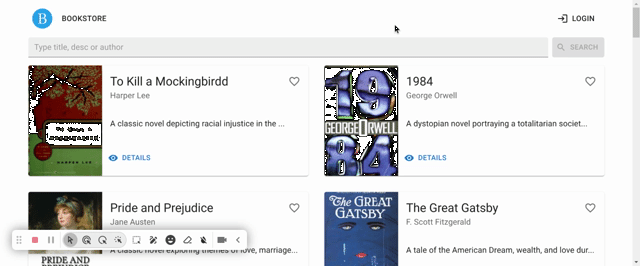 B BOOKSTORE
LOGIN
Type title, desc or author
SEARCH
To Kill a Mockingbirdd
Harper Lee
A classic novel depicting racial injustice in the ...
DETAILS
HARPER LEE
1984
George Orwell
A dystopian novel portraying a totalitarian societ...
DETAILS
19
GEORGE ORWELL
84
Pride and Prejudice
Jane Austen
A classic novel exploring themes of love, marriage...
PRIDE AND
The Great Gatsby
F. Scott Fitzgerald
A tale of the American Dream, wealth, and love dur...
The GREAT
GATSBY